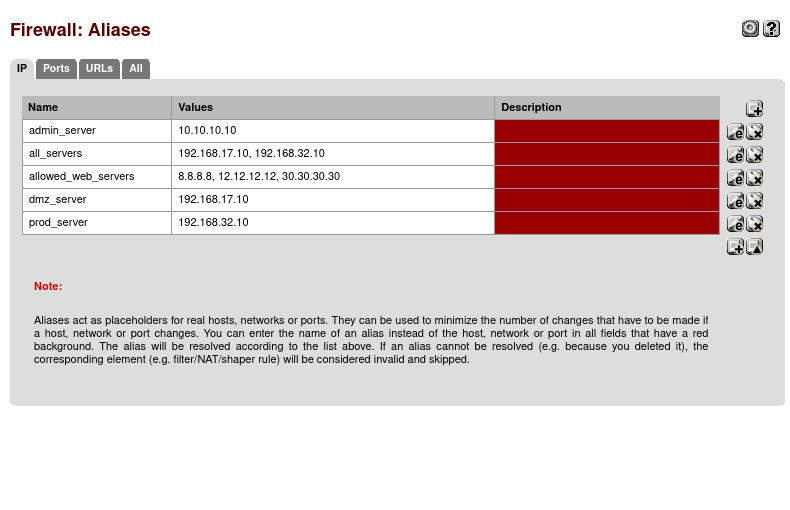 Firewall: Aliases
?
IP Ports URLs All
Name Values Description
admin_server 10.10.10.10
e
all_servers 192.168.17.10, 192.168.32.10
e
allowed_web_servers 8.8.8.8, 12.12.12.12, 30.30.30.30
e
dmz_server 192.168.17.10
e
prod_server 192.168.32.10
e
Note:
Aliases act as placeholders for real hosts, networks or ports. They can be used to minimize the number of changes that have to be made if
a host, network or port changes. You can enter the name of an alias instead of the host, network or port in all fields that have a red
background. The alias will be resolved according to the list above. If an alias cannot be resolved (e.g. because you deleted it), the
corresponding element (e.g. filter/NAT/shaper rule) will be considered invalid and skipped.